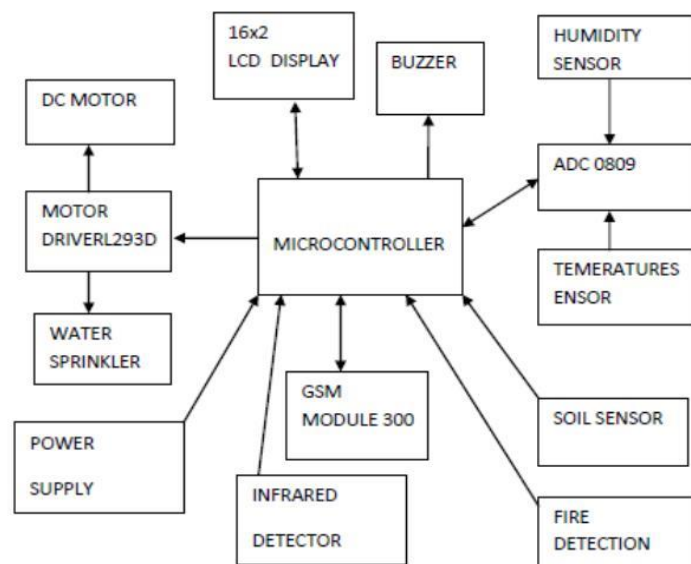 16x2
LCD DISPLAY
BUZZER
HUMIDITY
SENSOR
DC MOTOR
ADC 0809
MOTOR
DRIVERL293D
MICROCONTROLLER
TEMERATURES
ENSOR
WATER
SPRINKLER
GSM
MODULE 300
SOIL SENSOR
POWER
SUPPLY
INFRARED
DETECTOR
FIRE
DETECTION